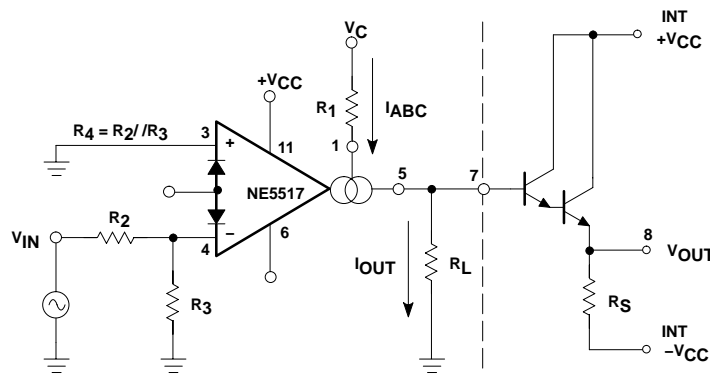 INT
+VCC
VC
+VCC
R1
IABC
R4 = R2//R3
3
+
11
1
NE5517
5
7
VIN
R2
4
−
6
8
VOUT
IOUT
RL
R3
RS
INT
−VCC